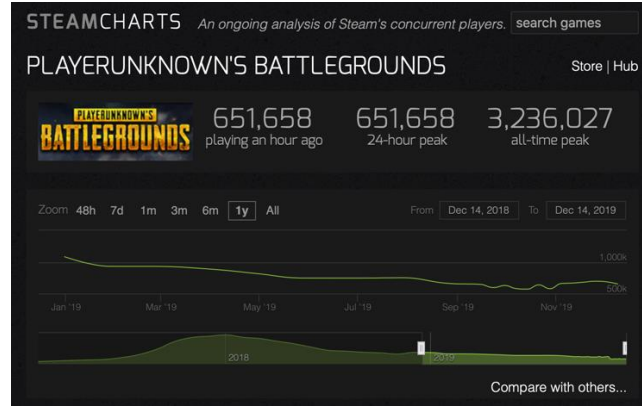 STEAMCHARTS An ongoing analysis of Steam's concurrent players. search games
PLAYERUNKNOWN'S BATTLEGROUNDS Store | Hub
PLAYERUNKNOWN'S
BATTLEGROUNDS
651,658 651,658 3,236,027
playing an hour ago 24-hour peak all-time peak
Zoom 48h 7d 1m 3m 6m 1y All From Dec 14, 2018 To Dec 14, 2019
1,000k
500k
Jan '19 Mar '19 May '19 Jul '19 Sep '19 Nov '19
2018 2019
Compare with others...